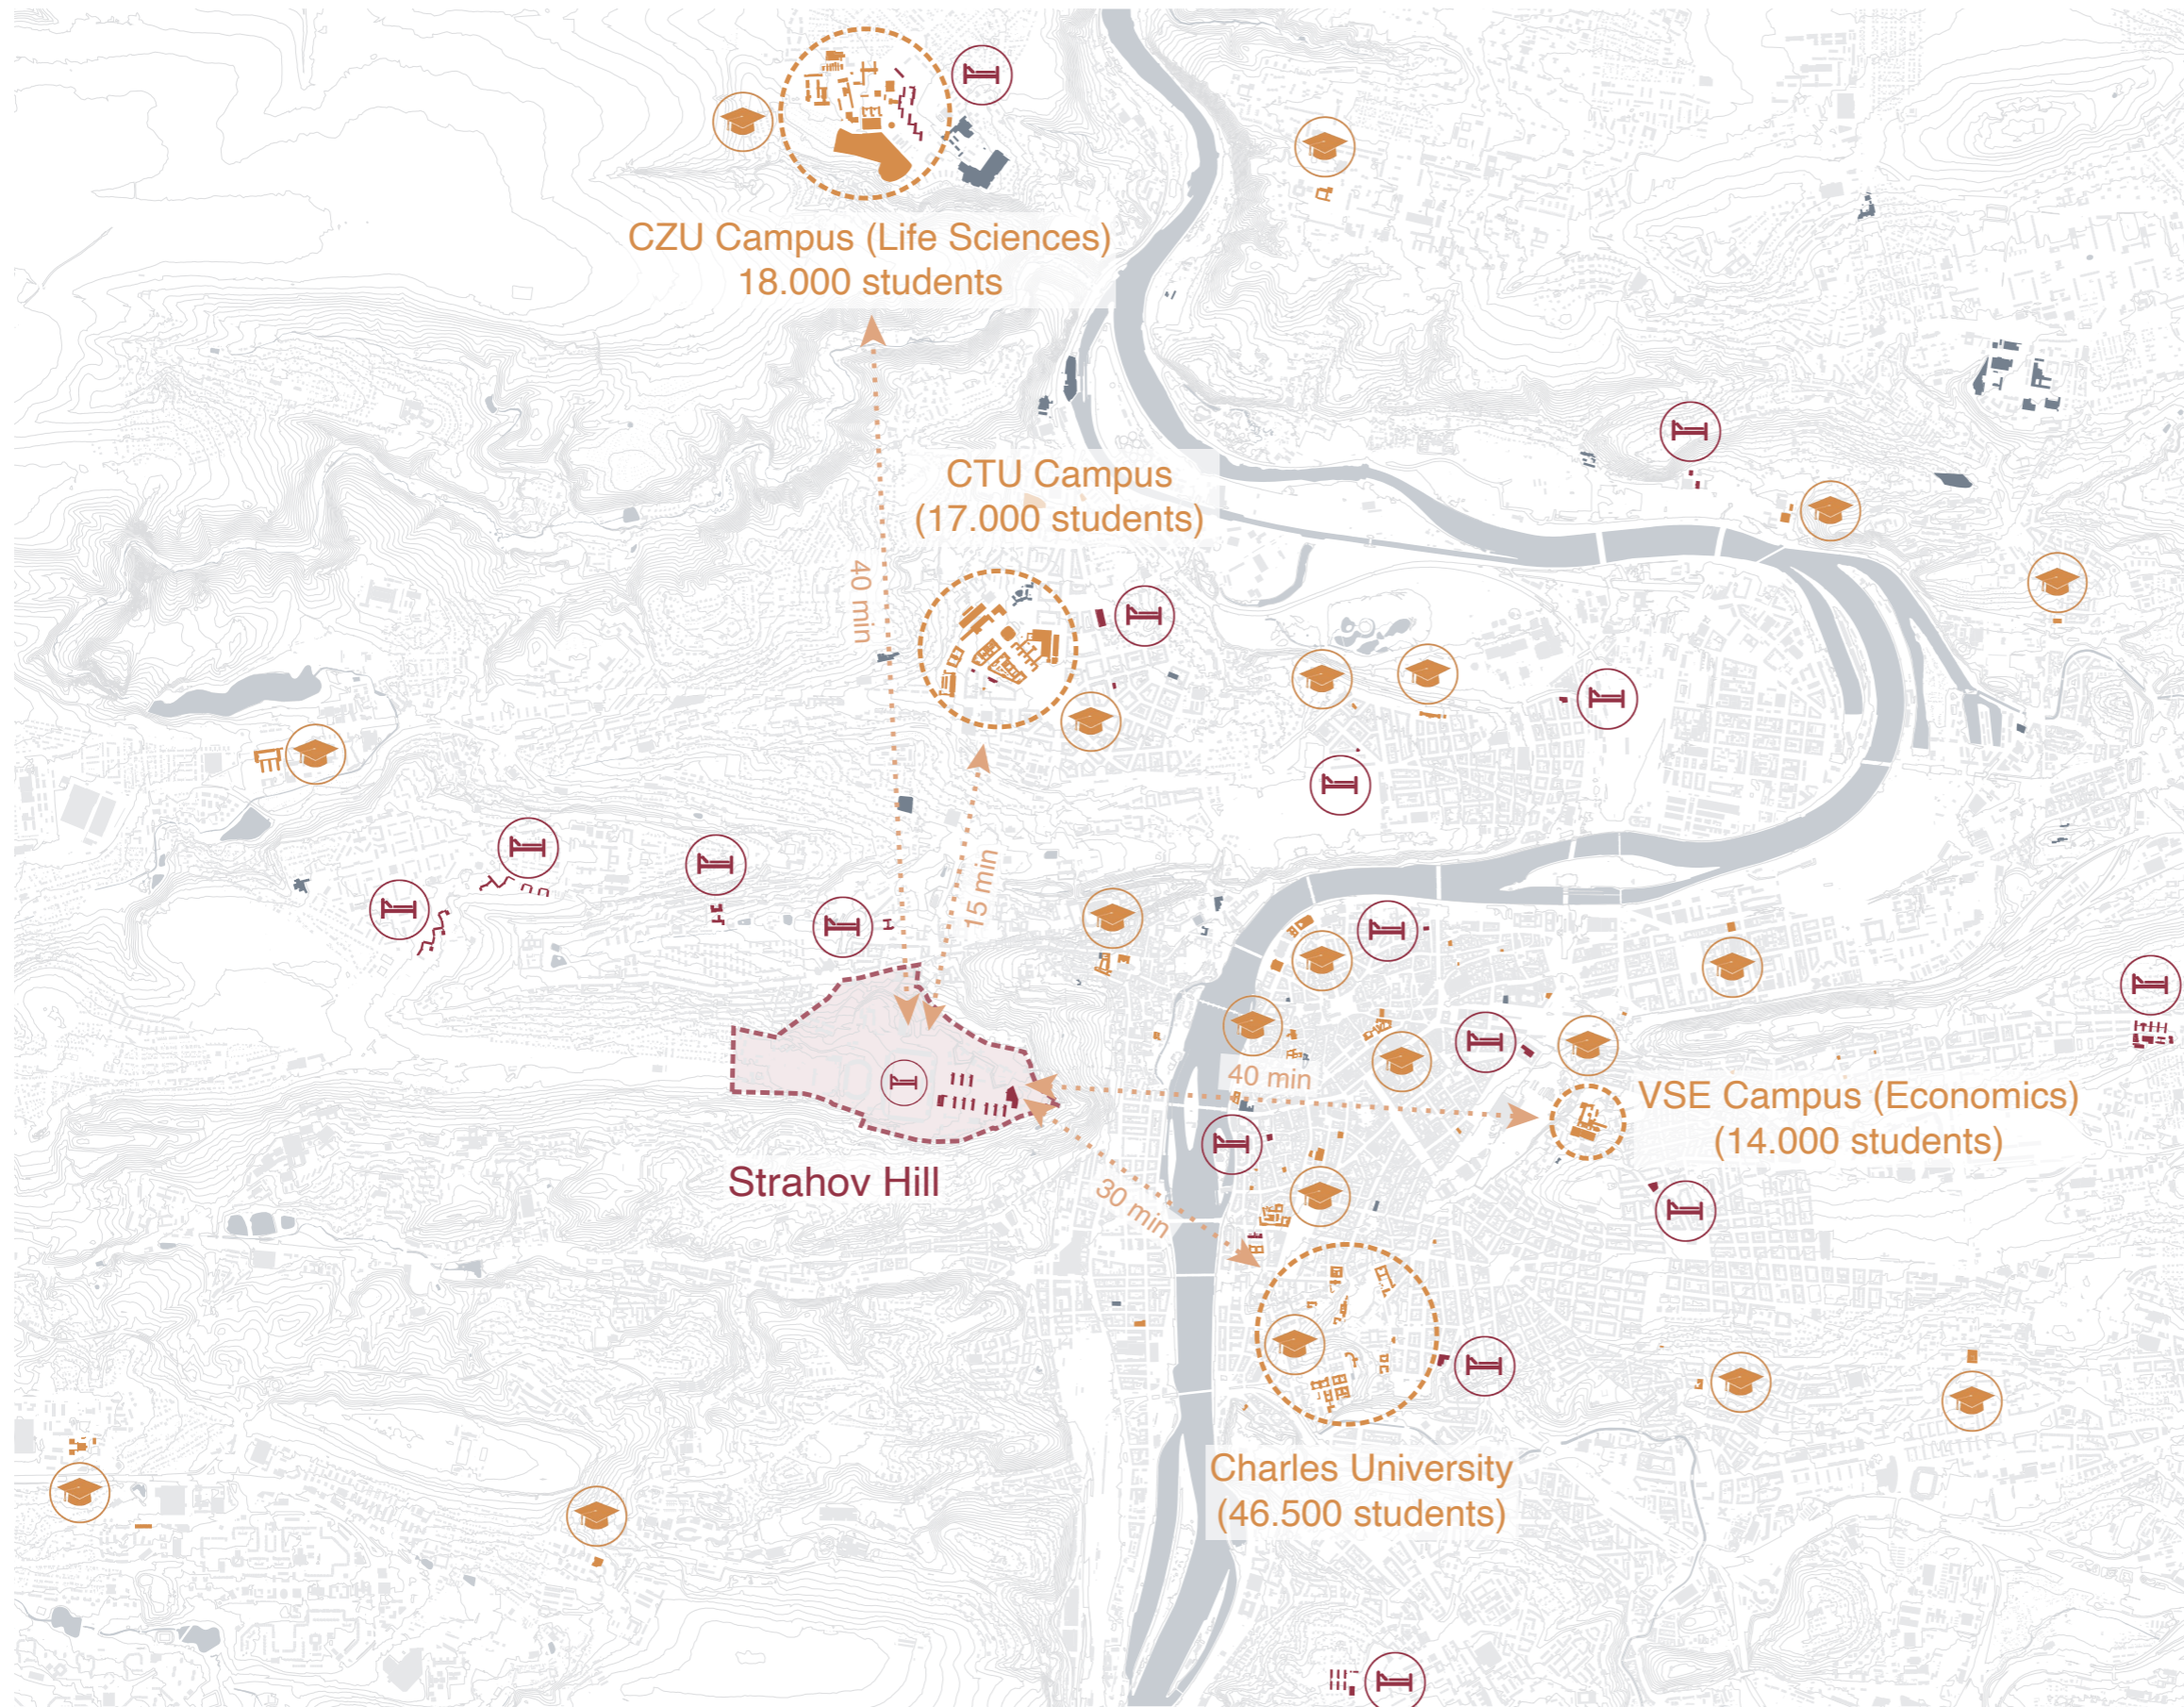 CZU Campus (Life Sciences)
18.000 students
CTU Campus
(17.000 students)
40 min
15 min
40 min
VSE Campus (Economics)
(14.000 students)
Strahov Hill
30 min
Charles University
(46.500 students)